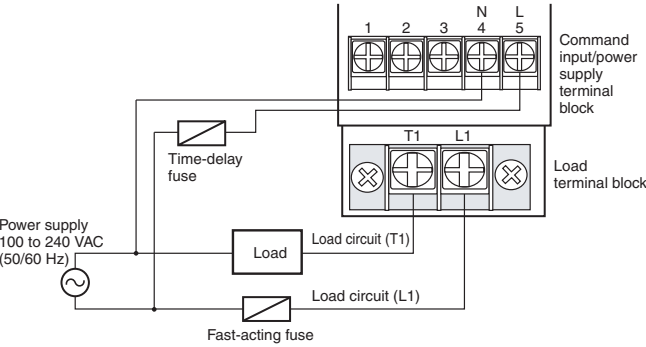 N L
1 2 3 4 5
Command
input/power
supply
terminal
block
T1 L1
Time-delay
fuse
Load
terminal block
Power supply
100 to 240 VAC
(50/60 Hz)
Load
Load circuit (T1)
Load circuit (L1)
Fast-acting fuse